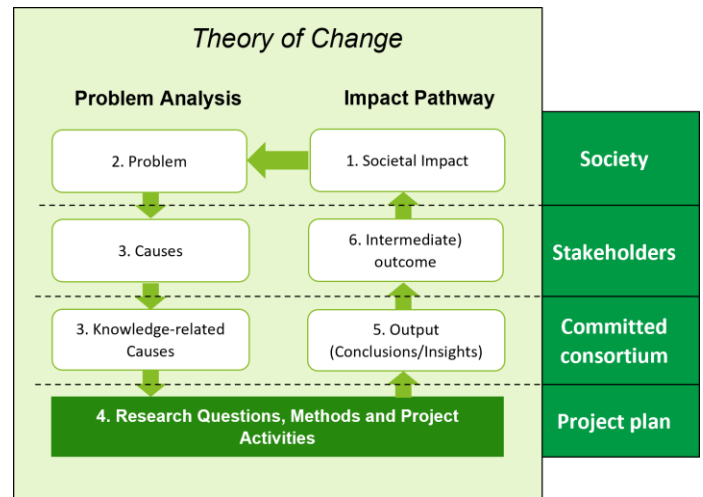 Theory of Change
Problem Analysis
Impact Pathway
2. Problem
1. Societal Impact
Society
3. Causes
6. Intermediate)
outcome
Stakeholders
3. Knowledge-related
Causes
5. Output
(Conclusions/Insights)
Committed
consortium
4. Research Questions, Methods and Project
Activities
Project plan